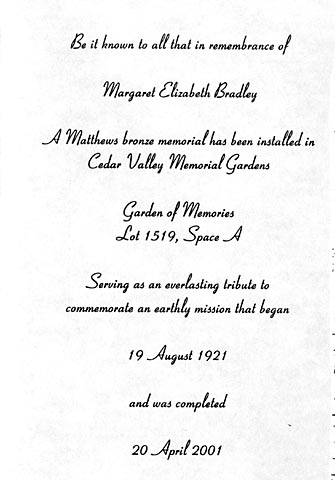 Be it known to all that in remembrance of
Margaret Elizabeth Bradley
A Matthews bronze memorial has been installed in
Cedar Valley Memorial Gardens
Garden of Memories
Lot 1519, Space A
Serving as an everlasting tribute to
commemorate an earthly mission that began
19 August 1921
and was completed
20 April 2001